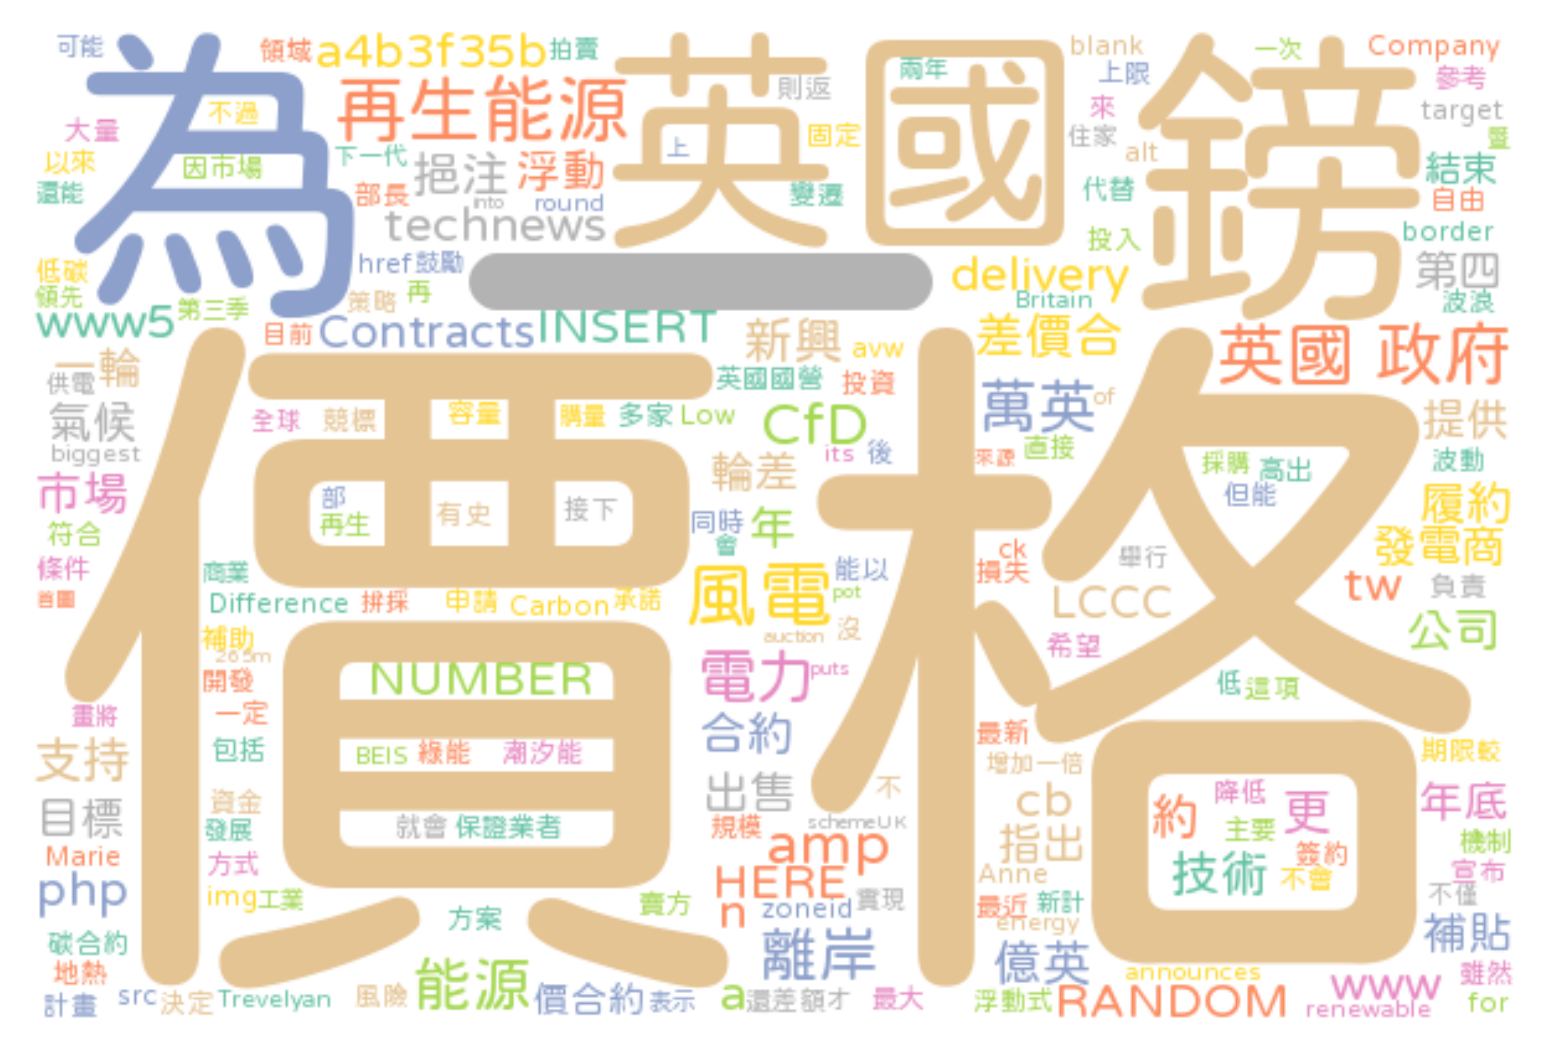 可能 領域 a4b3f35b 拍賣 blank 一次 Company
為 英國 鎊
不過 再生能源 則返 兩年 上限 參考
大量 來 target
以來 因市場 下一代 挹注 浮動 上 固定 住家 alt 暨
還能 部長 into round 變遷 代替 結束
technews 自由
href 鼓勵 投入 border
低碳 一 delivery 第四
領先 第三季 策略 再 Britain 波浪
www5 目前 Contracts INSERT 新興 avw 差價合 英國 政府
價格
一輪 供電 英國國營 投資 萬英 of
氣候 全球 競標 容量 購量 多家 Low CfD 提供
biggest its 後 來源 直接 採購 高出 波動
市場 部 有史 接下 輪差 但能 履約
符合 再生 同時 年 會 發電商
條件 商業 風電 能以 ck 損失 舉行 tw 負責
首圖 Difference 拚採 申請 Carbon 承諾 pot LCCC
補助 265m auction 沒 希望 公司
開發 NUMBER 電力 puts 低 這項
畫將 一定 合約 最新
支持 包括 BEIS 綠能 潮汐能 增加一倍 期限較
目標 資金 出售 不 cb 約 降低 更 年底
發展 就會 保證業者 規模 schemeUK 指出 主要 機制
Marie 方式 amp 技術 簽約 宣布
php img 工業 HERE Anne 不會 不僅
方案 賣方 n zoneid 實現 最近 新計
碳合約 離岸 energy 補貼
地熱 能源 億英 announces 雖然
計畫 src 決定 Trevelyan 風險 價合約 表示 a 還差額才 最大 浮動式 RANDOM www renewable for